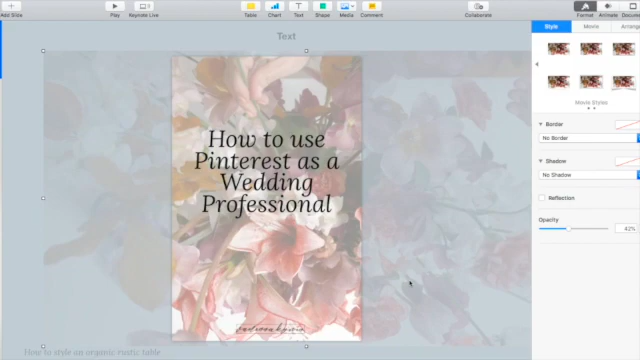 Add Slide
Play
Keynote Live
Table
Chart
Text
Shape
Media
Comment
Collaborate
Format
Animate
Text
Style
Movie
Arrange
Movie Styles
Border
No Border
Shadow
No Shadow
Reflection
Opacity
42%
How to use
Pinterest as a
Wedding
Professional
How to style an organic rustic table